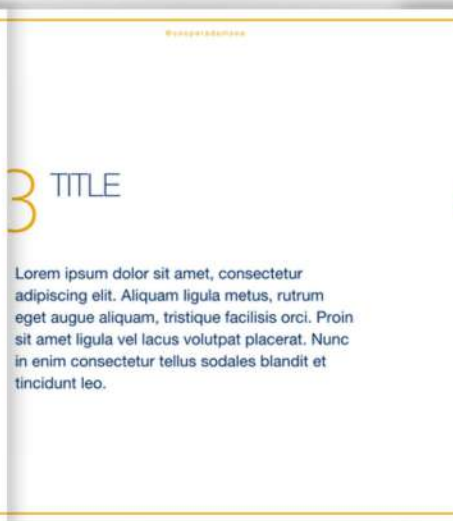 3 TITLE
Lorem ipsum dolor sit amet, consectetur
adipiscing elit. Aliquam ligula metus, rutrum
eget augue aliquam, tristique facilisis orci. Proin
sit amet ligula vel lacus volutpat placerat. Nunc
in enim consectetur tellus sodales blandit et
tincidunt leo.